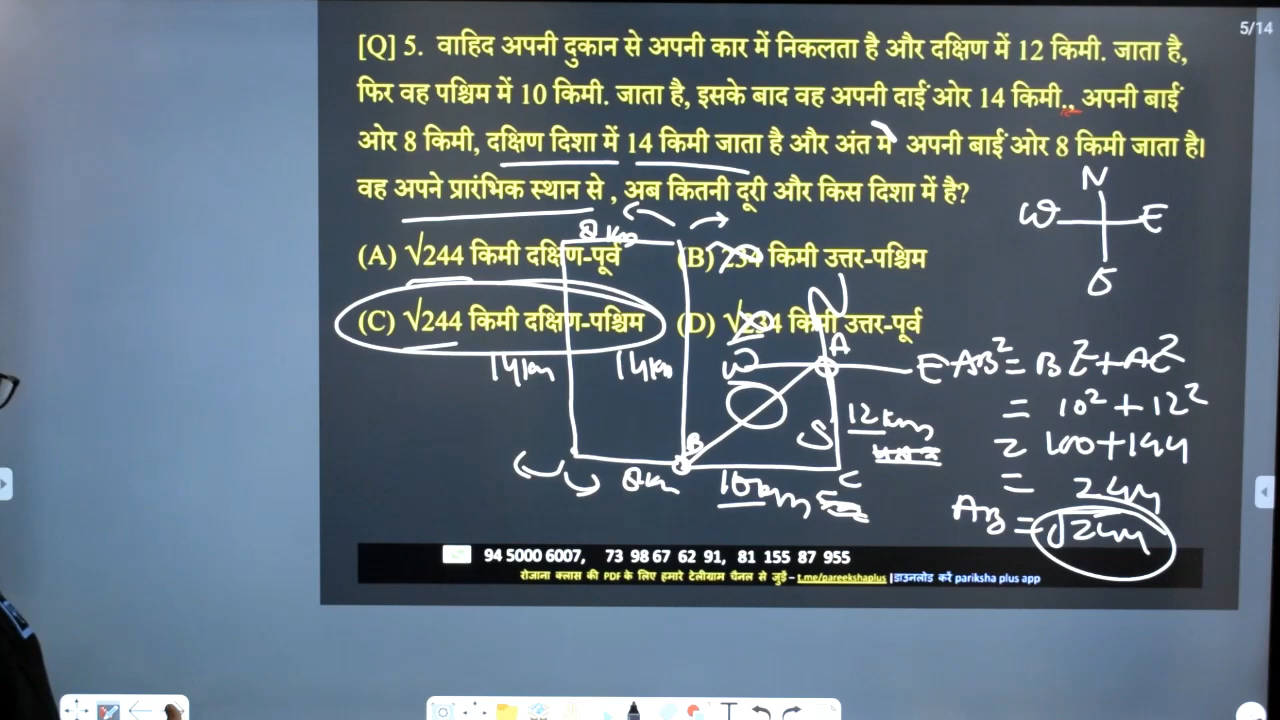 5/14
[Q] 5. वाहिद अपनी दुकान से अपनी कार में निकलता है और दक्षिण में 12 किमी. जाता है,
फिर वह पश्चिम में 10 किमी. जाता है, इसके बाद वह अपनी दाईं ओर 14 किमी., अपनी बाईं
ओर 8 किमी, दक्षिण दिशा में 14 किमी जाता है और अंत में अपनी बाईं ओर 8 किमी जाता है।
वह अपने प्रारंभिक स्थान से , अब कितनी दूरी और किस दिशा में है?
N
W E
S
8 km
(A) √244 किमी दक्षिण-पूर्व (B) 234 किमी उत्तर-पश्चिम
(C) √244 किमी दक्षिण-पश्चिम (D) √234 किमी उत्तर-पूर्व
N
A
W E
14km 14km
S 12km
B C
8km 10km
AB² = BC² + AC²
= 10² + 12²
= 100+144
= 244
AB = √244
94 5000 6007, 73 98 67 62 91, 81 155 87 955
रोजाना क्लास की PDF के लिए हमारे टेलीग्राम चैनल से जुड़ें – t.me/pareekshaplus | डाउनलोड करें pariksha plus app
T